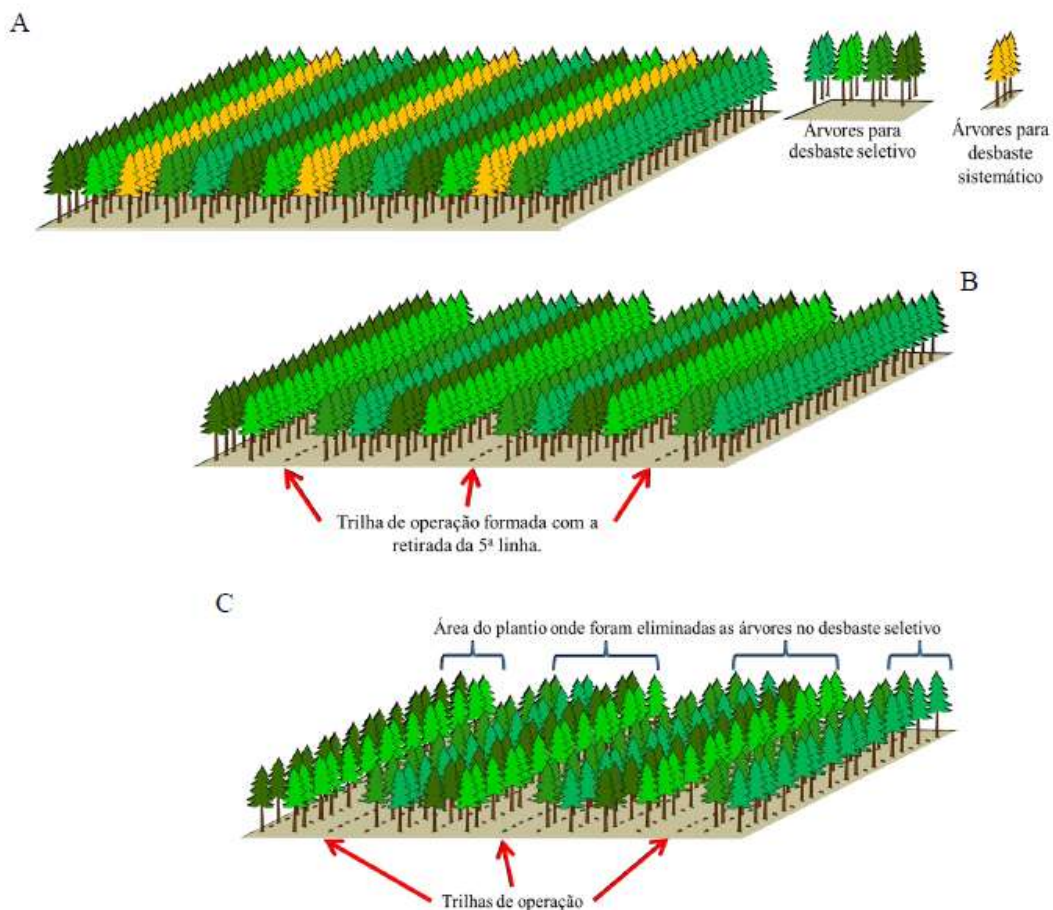 A
Árvores para
desbaste seletivo
Árvores para
desbaste
sistemático
B
Trilha de operação formada com a
retirada da 5ª linha.
C
Área do plantio onde foram eliminadas as árvores no desbaste seletivo
Trilhas de operação